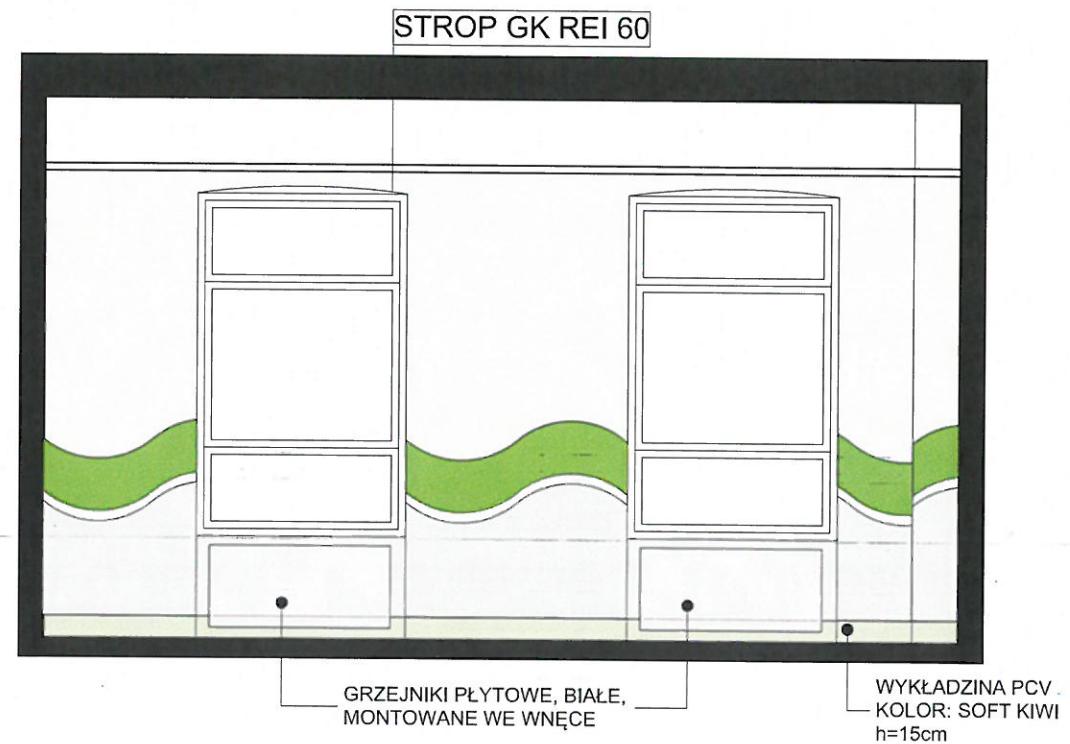 STROP GK REI 60
GRZEJNIKI PŁYTOWE, BIAŁE,
MONTOWANE WE WNĘCE
WYKŁADZINA PCV
KOLOR: SOFT KIWI
h=15cm